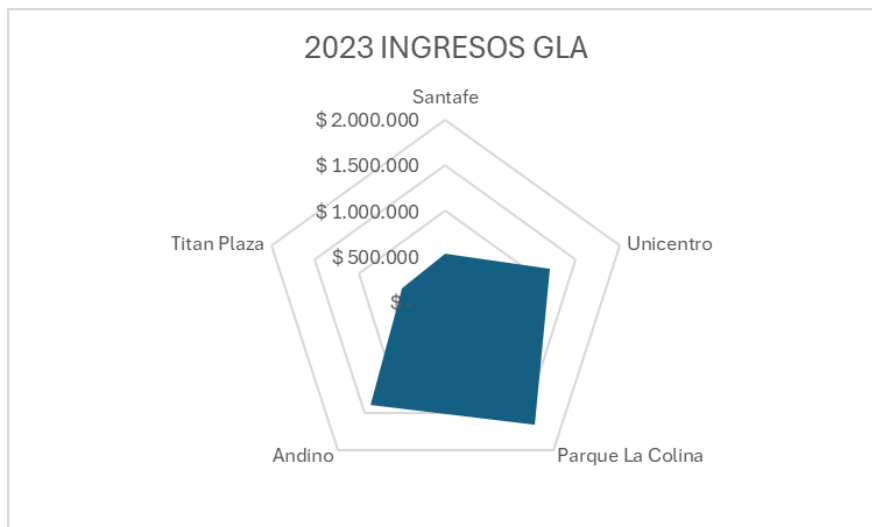 2023 INGRESOS GLA
Santafe
$ 2.000.000
$ 1.500.000
$ 1.000.000
Titan Plaza
Unicentro
$ 500.000
$ -
Andino
Parque La Colina